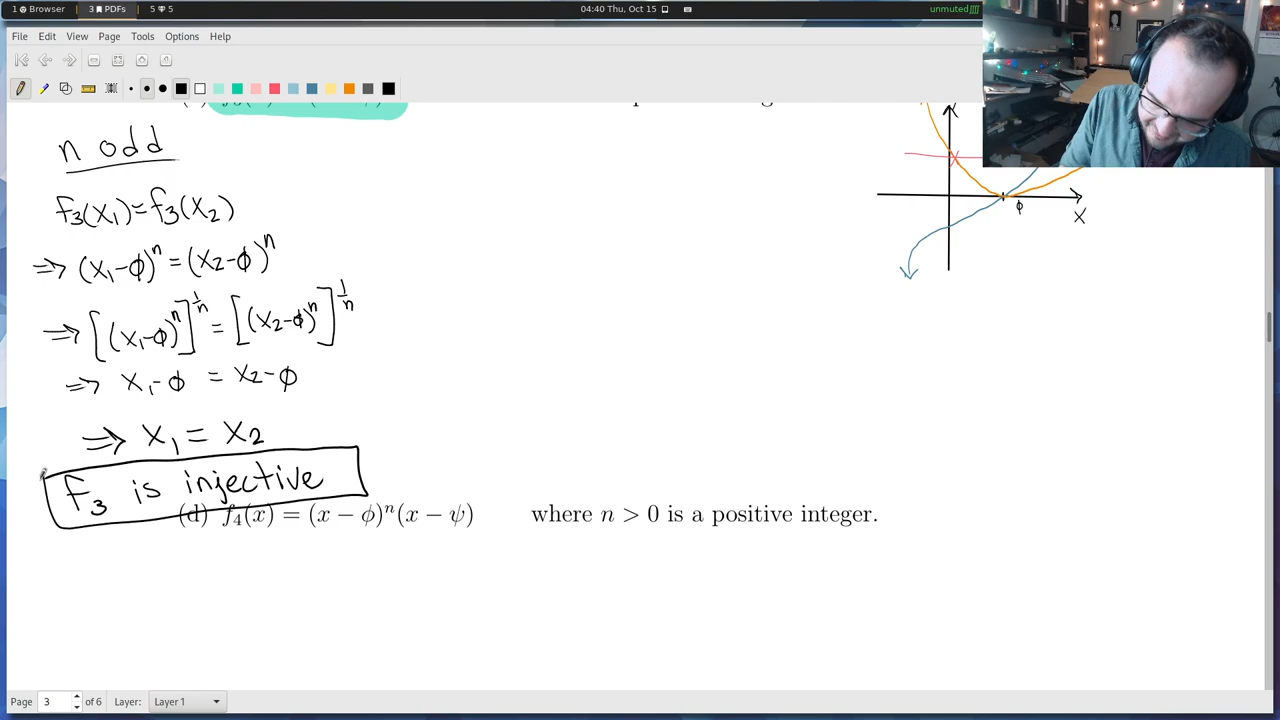 1 Browser 3 PDFs 5 5 04:40 Thu, Oct 15 unmuted
File Edit View Page Tools Options Help
n odd
f₃(x₁)=f₃(x₂)
⇒ (x₁-ϕ)ⁿ = (x₂-ϕ)ⁿ
⇒ [(x₁-ϕ)ⁿ]^{1/n} = [(x₂-ϕ)ⁿ]^{1/n}
⇒ x₁-ϕ = x₂-ϕ
⇒ x₁ = x₂
f₃ is injective
(d) f₄(x) = (x − ϕ)ⁿ(x − ψ) where n > 0 is a positive integer.
ϕ
x
Page 3 of 6 Layer: Layer 1